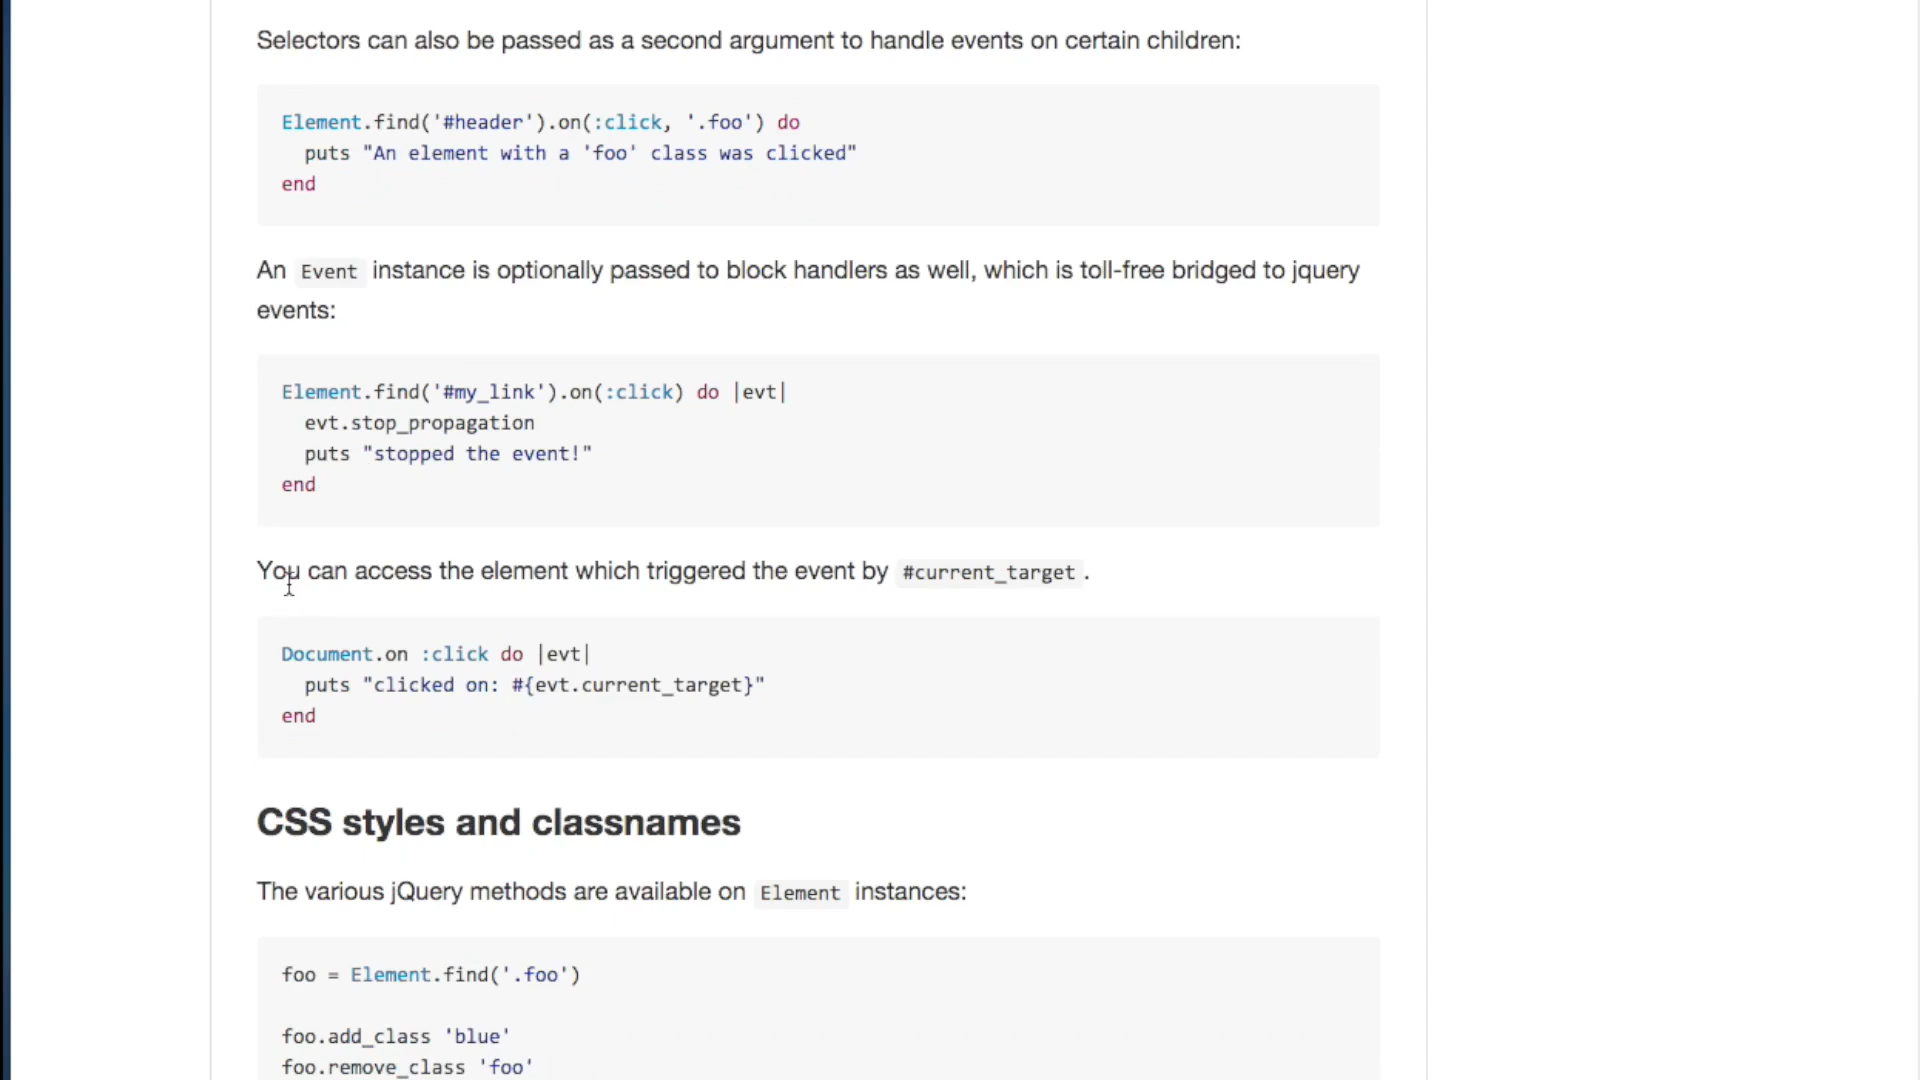 Selectors can also be passed as a second argument to handle events on certain children:
Element.find('#header').on(:click, '.foo') do
  puts "An element with a 'foo' class was clicked"
end
An Event instance is optionally passed to block handlers as well, which is toll-free bridged to jquery
events:
Element.find('#my_link').on(:click) do |evt|
  evt.stop_propagation
  puts "stopped the event!"
end
You can access the element which triggered the event by #current_target .
Document.on :click do |evt|
  puts "clicked on: #{evt.current_target}"
end
CSS styles and classnames
The various jQuery methods are available on Element instances:
foo = Element.find('.foo')
foo.add_class 'blue'
foo.remove_class 'foo'